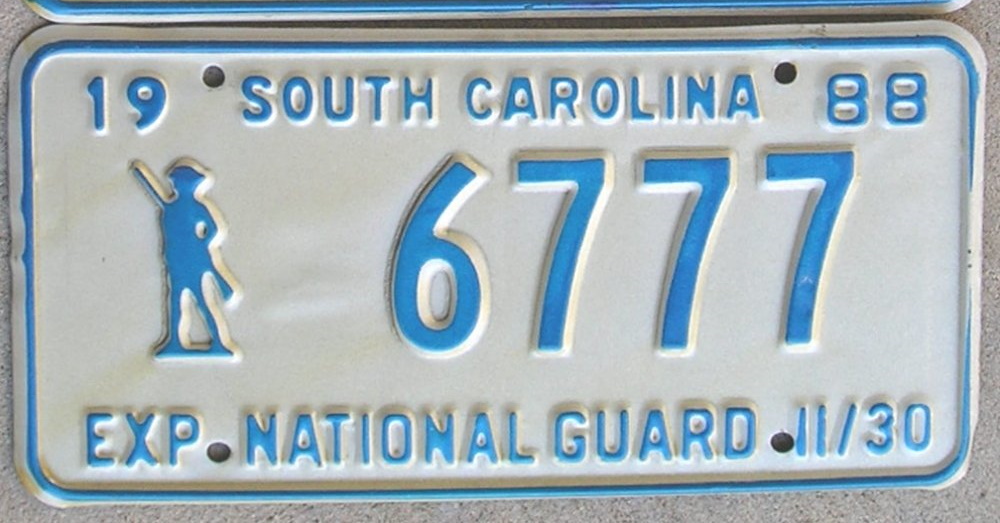 19 SOUTH CAROLINA 88
6777
EXP NATIONAL GUARD 11/30